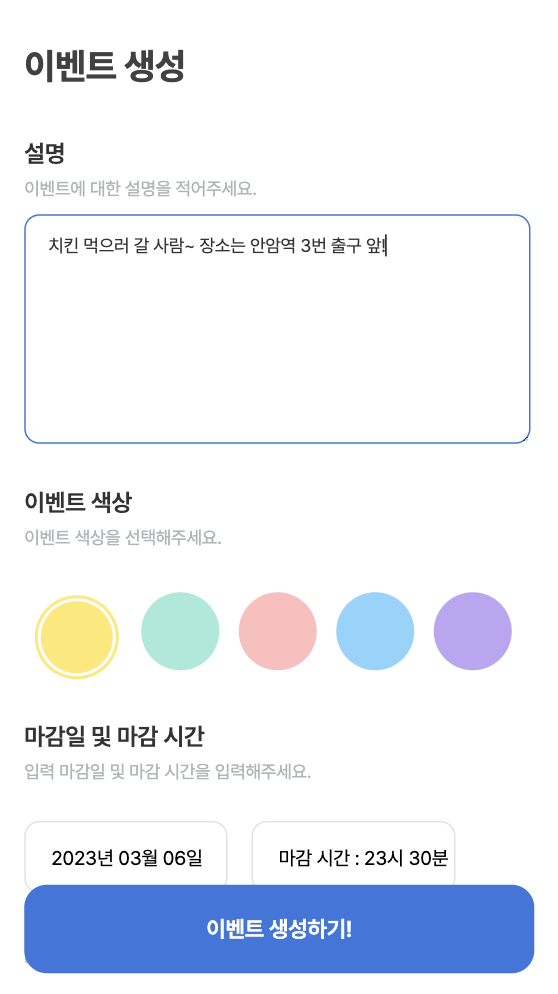 이벤트 생성
설명
이벤트에 대한 설명을 적어주세요.
치킨 먹으러 갈 사람~ 장소는 안암역 3번 출구 앞!
이벤트 색상
이벤트 색상을 선택해주세요.
마감일 및 마감 시간
입력 마감일 및 마감 시간을 입력해주세요.
2023년 03월 06일
마감 시간 : 23시 30분
이벤트 생성하기!